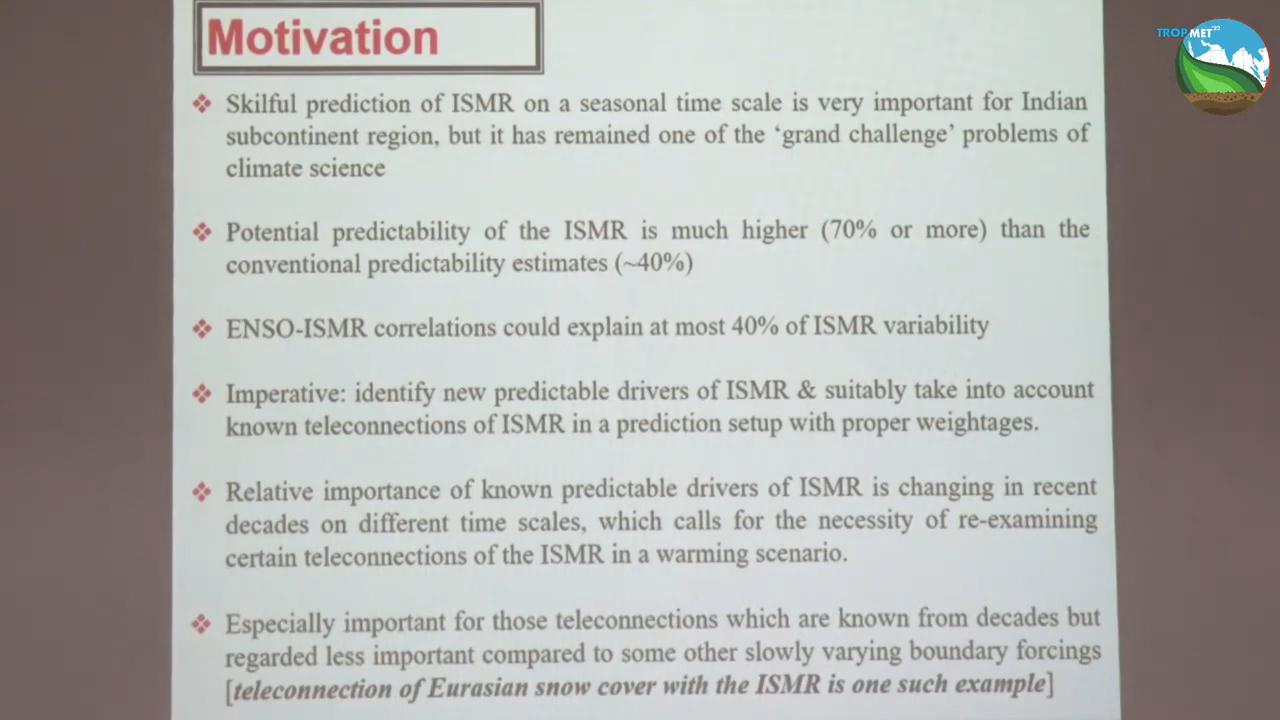 Motivation
TROPMET'22
❖ Skilful prediction of ISMR on a seasonal time scale is very important for Indian
subcontinent region, but it has remained one of the ‘grand challenge’ problems of
climate science
❖ Potential predictability of the ISMR is much higher (70% or more) than the
conventional predictability estimates (~40%)
❖ ENSO-ISMR correlations could explain at most 40% of ISMR variability
❖ Imperative: identify new predictable drivers of ISMR & suitably take into account
known teleconnections of ISMR in a prediction setup with proper weightages.
❖ Relative importance of known predictable drivers of ISMR is changing in recent
decades on different time scales, which calls for the necessity of re-examining
certain teleconnections of the ISMR in a warming scenario.
❖ Especially important for those teleconnections which are known from decades but
regarded less important compared to some other slowly varying boundary forcings
[teleconnection of Eurasian snow cover with the ISMR is one such example]